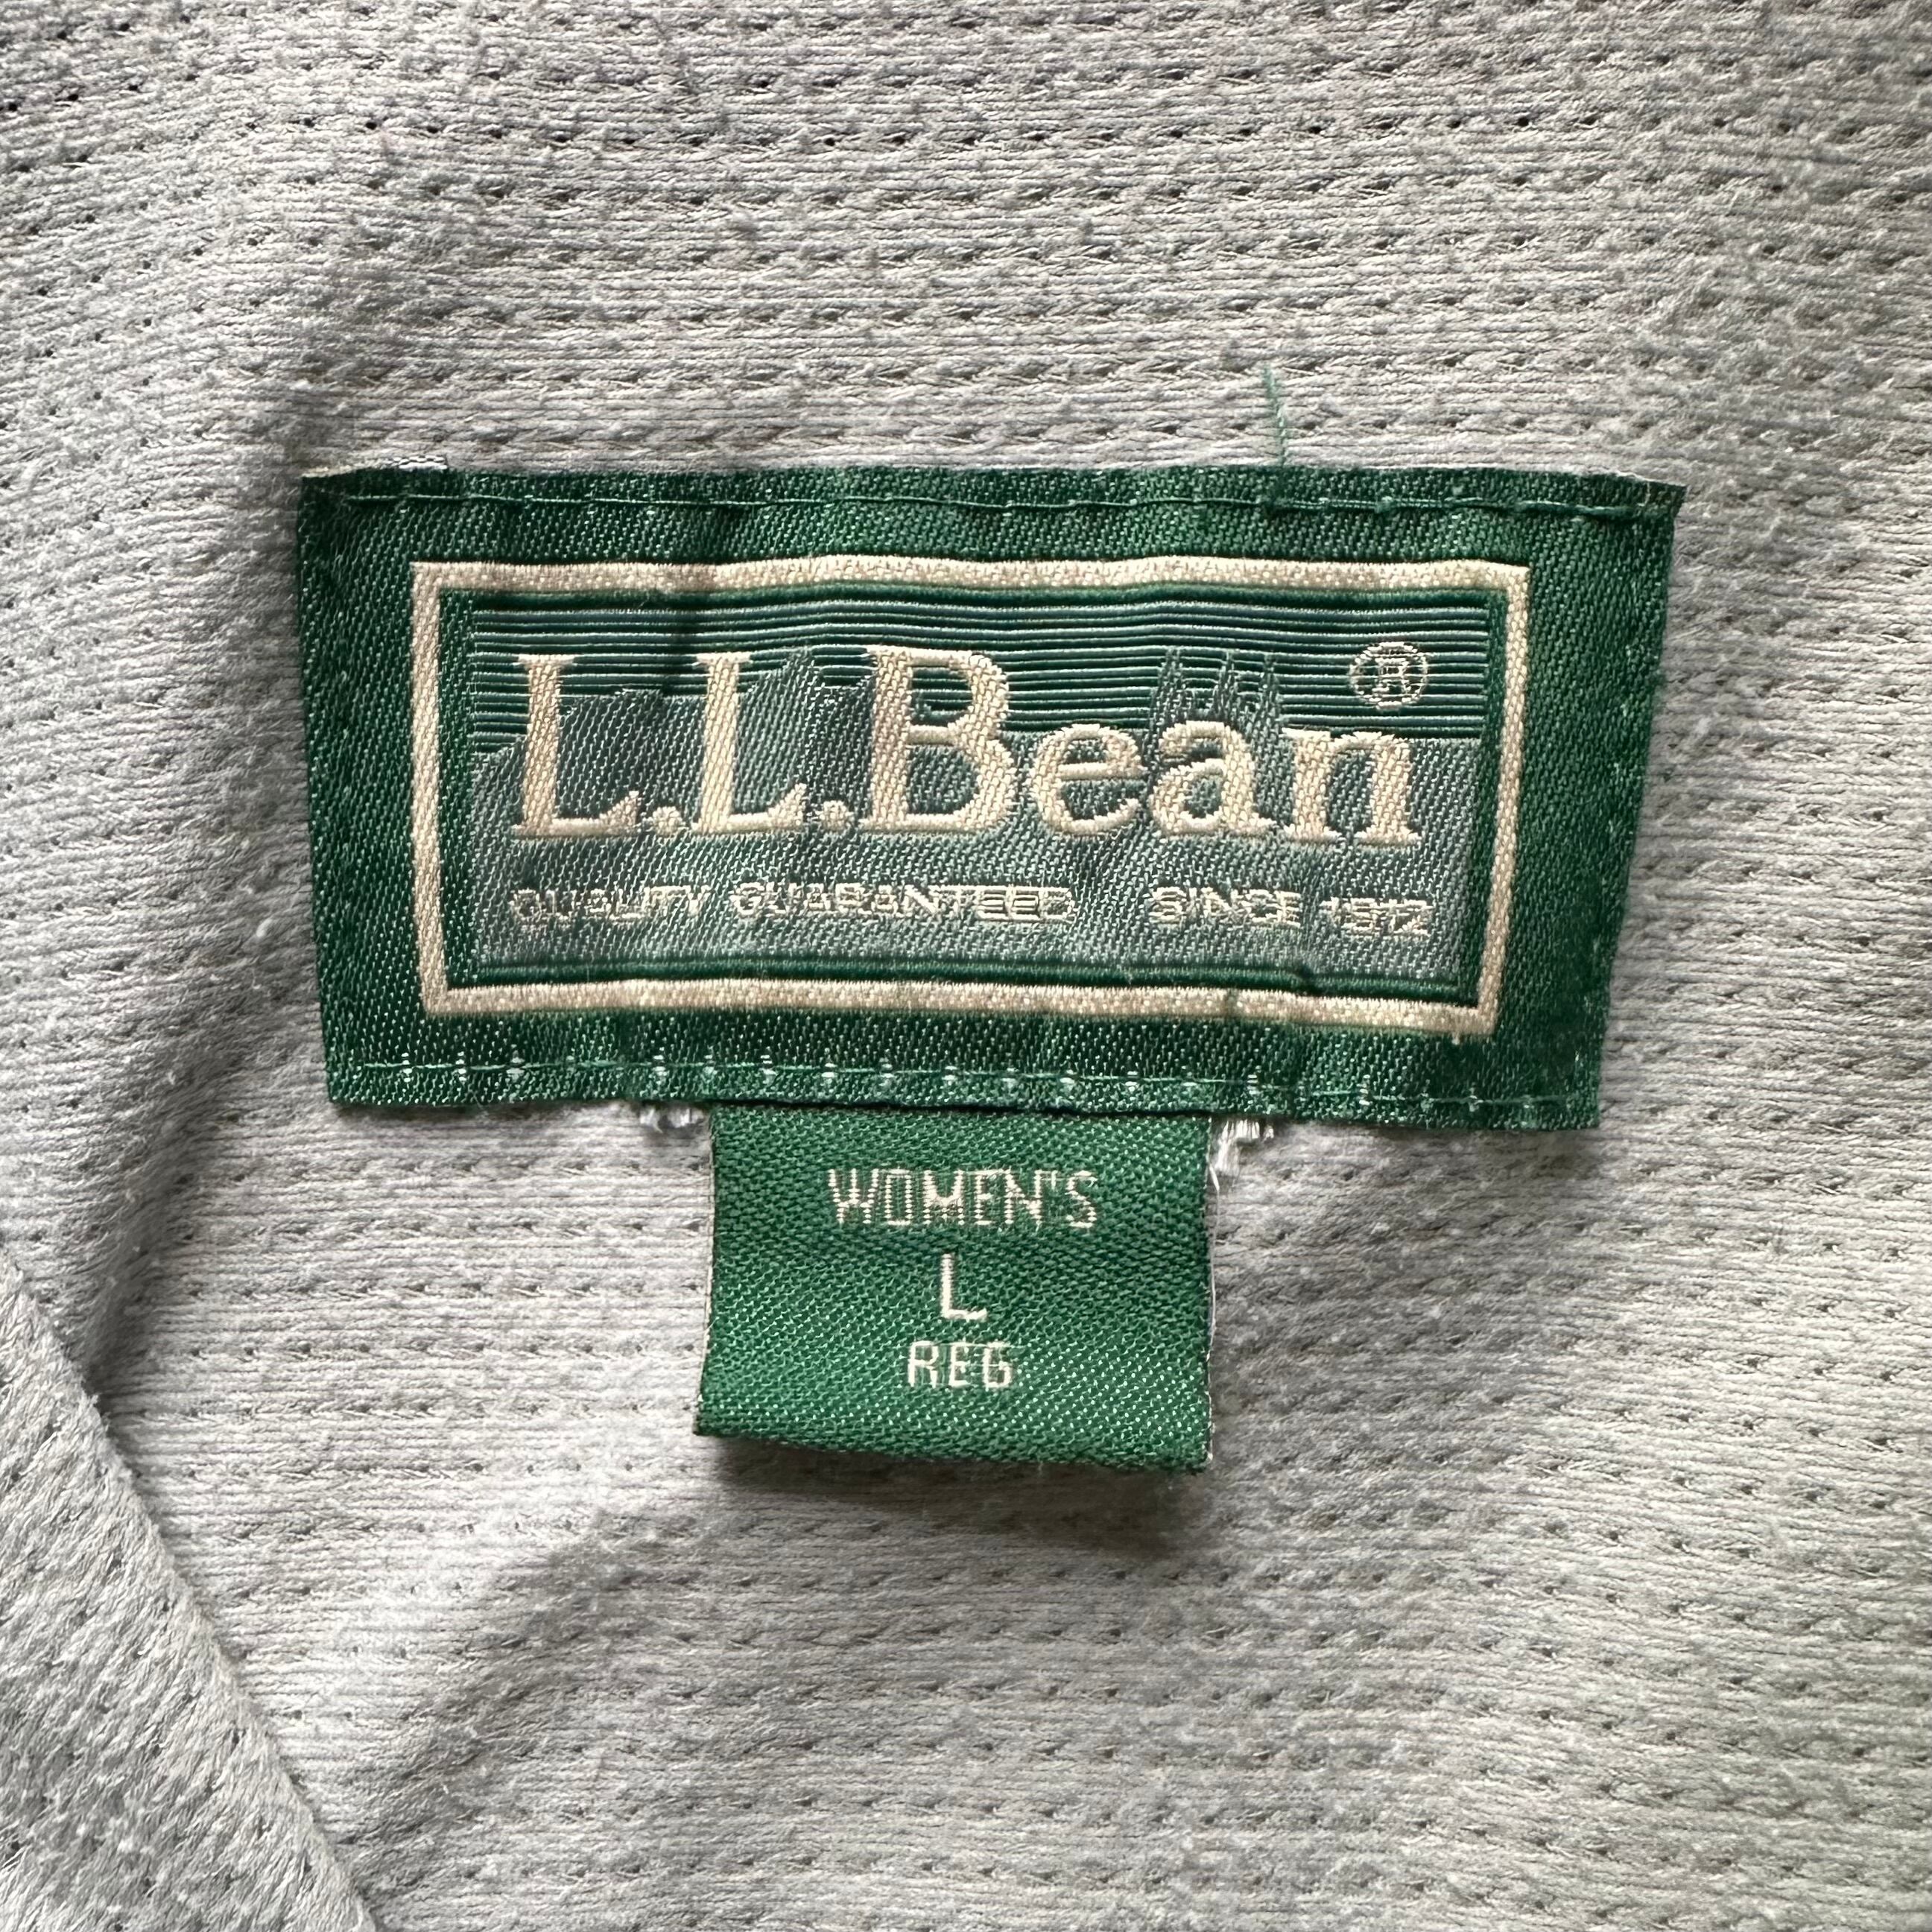 L.L.Bean®
QUALITY GUARANTEED SINCE 1912
WOMEN'S
L
REG